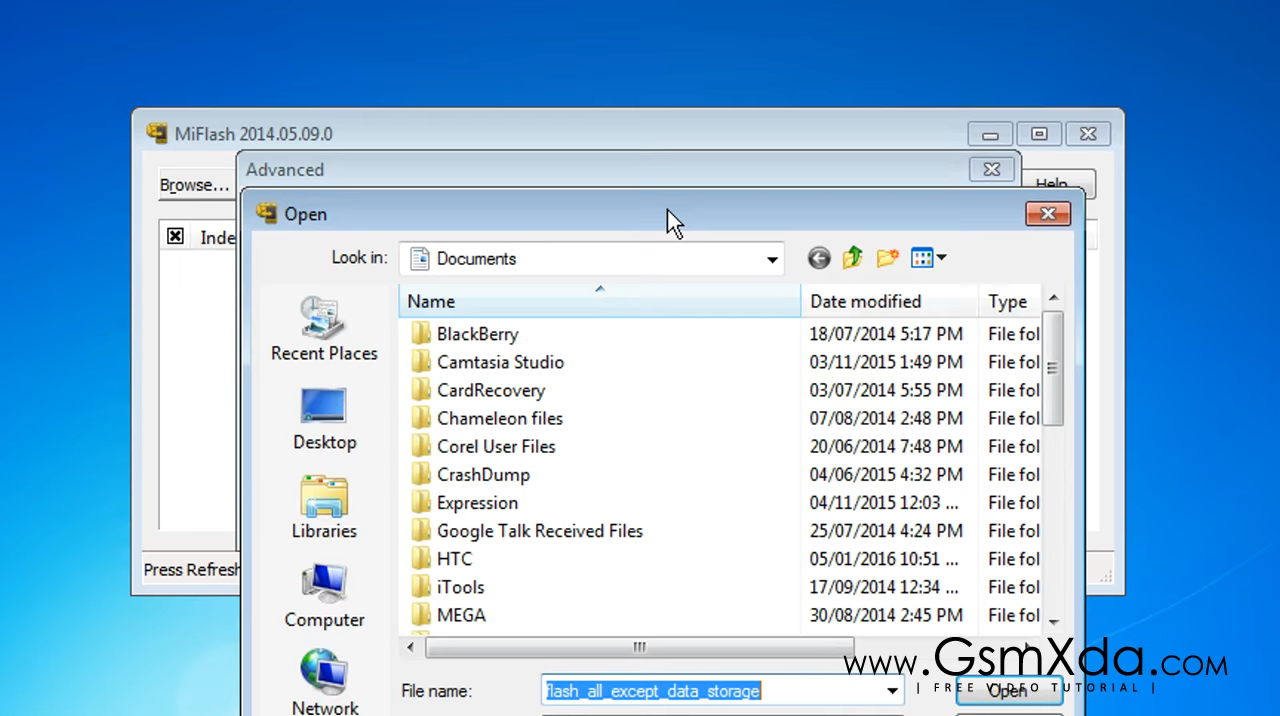 MiFlash 2014.05.09.0
Advanced
Browse...
Help
Open
Inde
Look in:
Documents
Name
Date modified
Type
BlackBerry
18/07/2014 5:17 PM
File fol
Camtasia Studio
03/11/2015 1:49 PM
File fol
CardRecovery
03/07/2014 5:55 PM
File fol
Chameleon files
07/08/2014 2:48 PM
File fol
Corel User Files
20/06/2014 7:48 PM
File fol
CrashDump
04/06/2015 4:32 PM
File fol
Expression
04/11/2015 12:03 ...
File fol
Google Talk Received Files
25/07/2014 4:24 PM
File fol
HTC
05/01/2016 10:51 ...
File fol
iTools
17/09/2014 12:34 ...
File fol
MEGA
30/08/2014 2:45 PM
File fol
Recent Places
Desktop
Libraries
Computer
Network
Press Refresh
File name:
flash_all_except_data_storage
Open
www.GsmXda.com
| FREE VIDEO TUTORIAL |